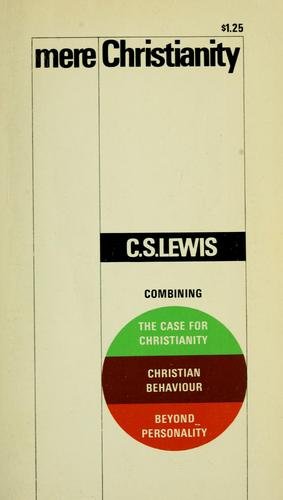 $1.25
mere Christianity
C.S.LEWIS
COMBINING
THE CASE FOR
CHRISTIANITY
CHRISTIAN
BEHAVIOUR
BEYOND
PERSONALITY